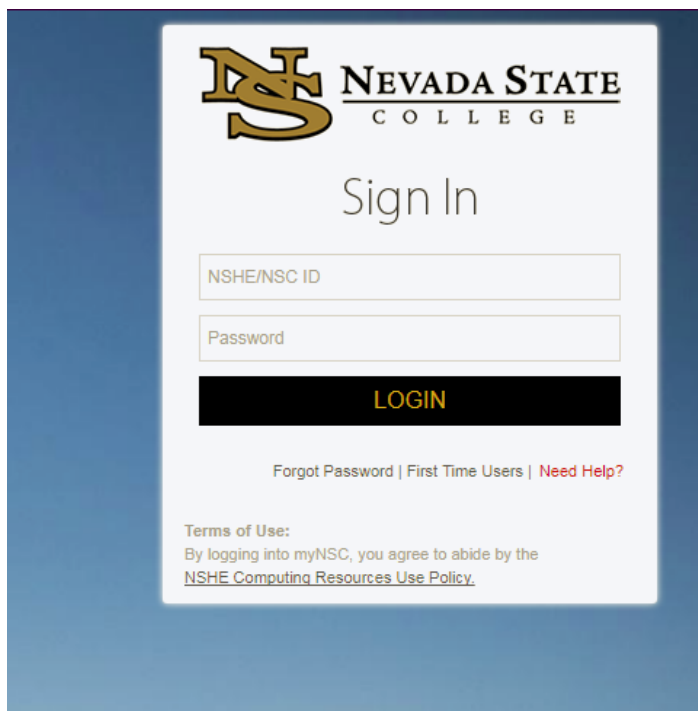 NS NEVADA STATE
COLLEGE
Sign In
NSHE/NSC ID
Password
LOGIN
Forgot Password | First Time Users | Need Help?
Terms of Use:
By logging into myNSC, you agree to abide by the
NSHE Computing Resources Use Policy.